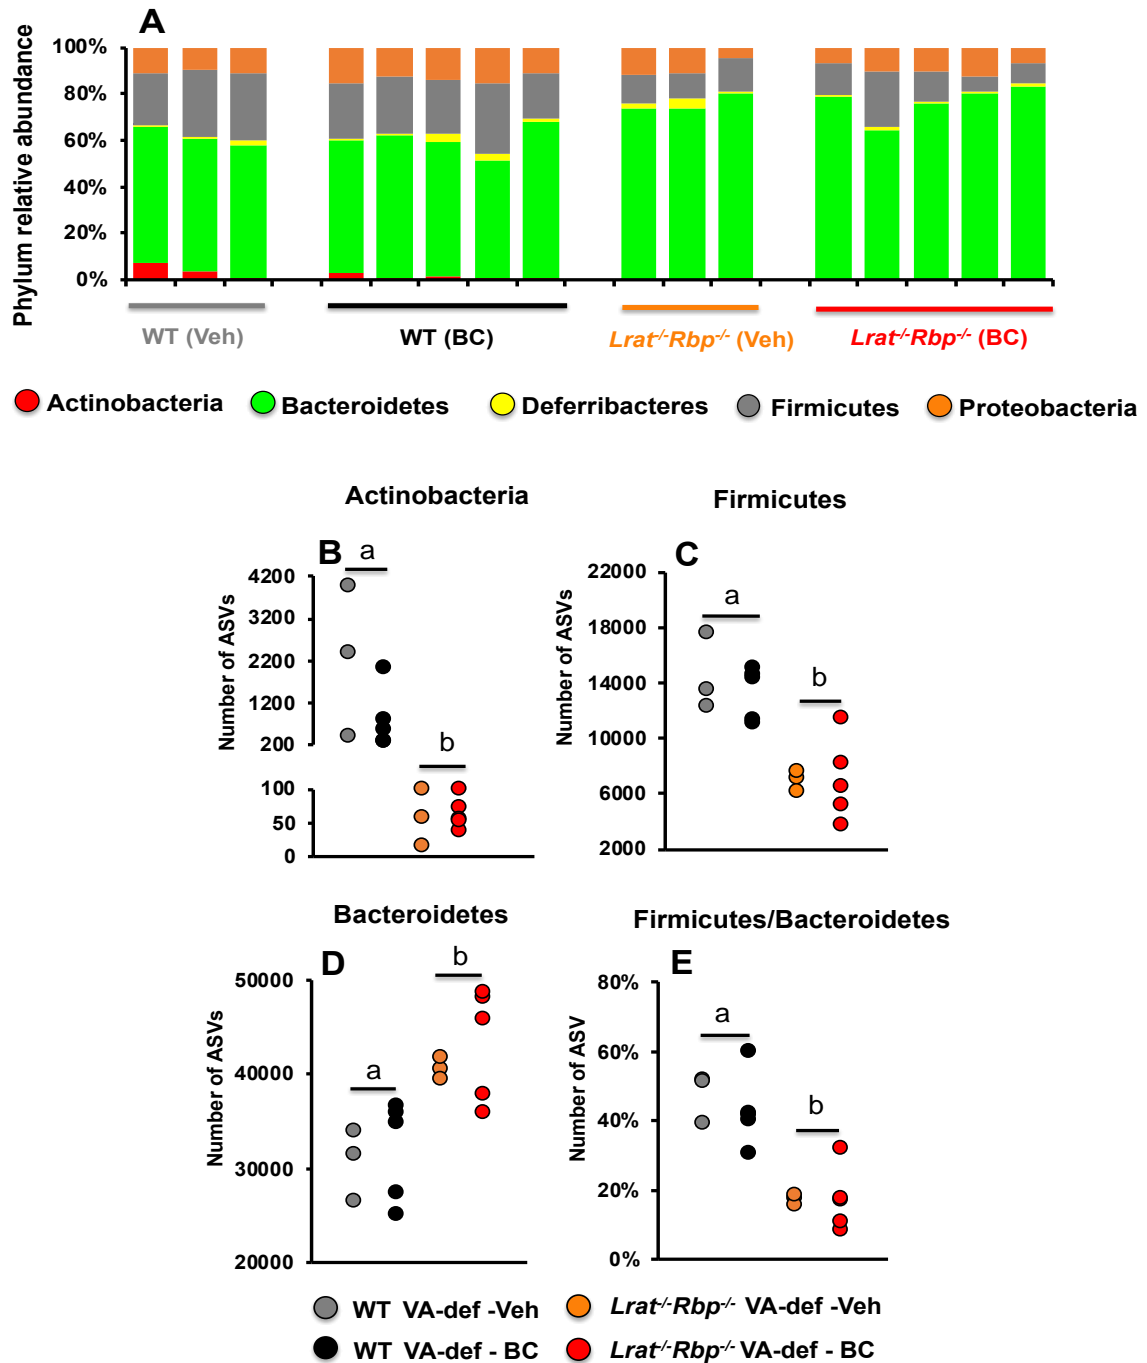 A
Phylum relative abundance
100%
80%
60%
40%
20%
0%
WT (Veh)
WT (BC)
Lrat-/-Rbp-/- (Veh)
Lrat-/-Rbp-/- (BC)
Actinobacteria
Bacteroidetes
Deferribacteres
Firmicutes
Proteobacteria
Actinobacteria
B
a
Number of ASVs
4200
3200
2200
1200
200
100
50
0
b
Firmicutes
C
a
Number of ASVs
22000
18000
14000
10000
6000
2000
b
Bacteroidetes
D
b
Number of ASVs
50000
40000
30000
20000
a
Firmicutes/Bacteroidetes
E
a
Number of ASV
80%
60%
40%
20%
0%
b
WT VA-def -Veh
Lrat-/-Rbp-/- VA-def -Veh
WT VA-def - BC
Lrat-/-Rbp-/- VA-def - BC